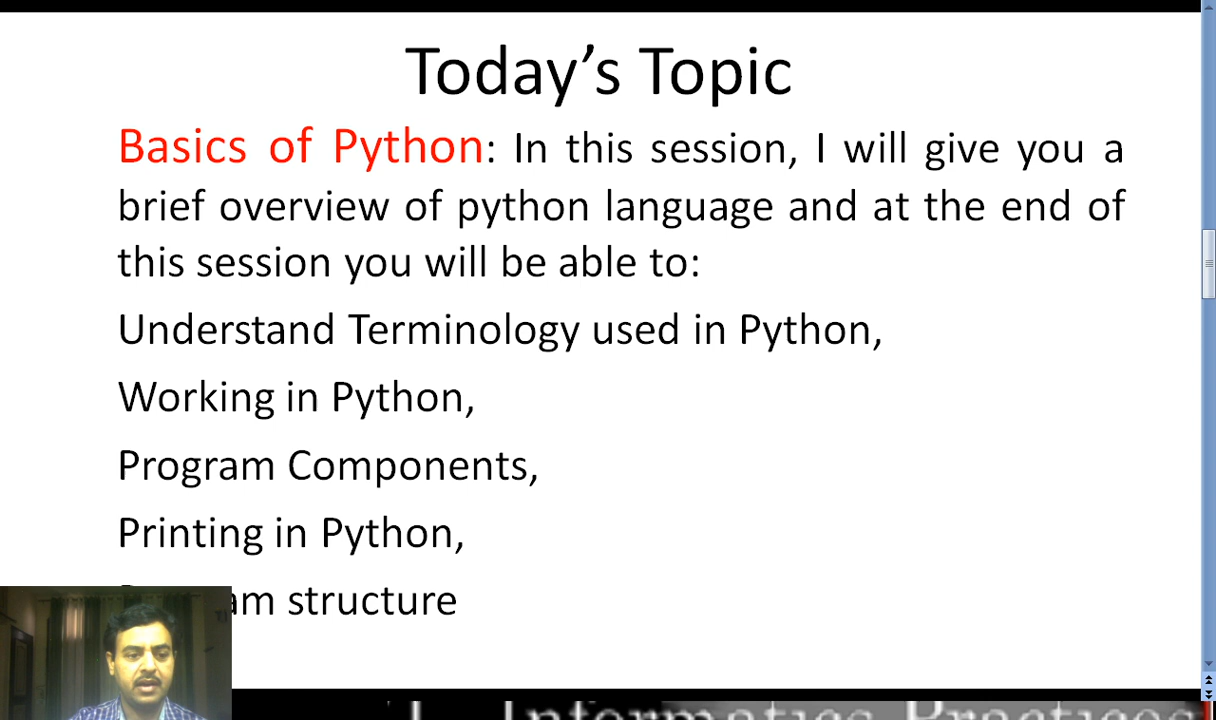 Today’s Topic
Basics of Python: In this session, I will give you a
brief overview of python language and at the end of
this session you will be able to:
Understand Terminology used in Python,
Working in Python,
Program Components,
Printing in Python,
structure
Informatics Practices